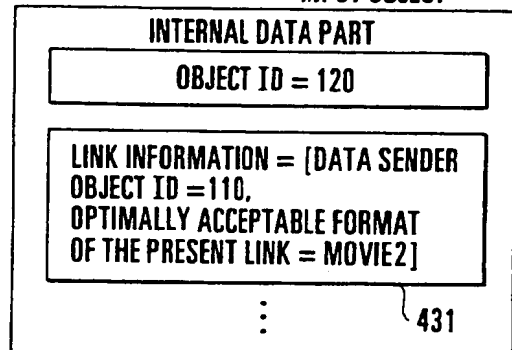 INTERNAL DATA PART
OBJECT ID = 120
LINK INFORMATION = [DATA SENDER
OBJECT ID =110,
OPTIMALLY ACCEPTABLE FORMAT
OF THE PRESENT LINK = MOVIE2]
431